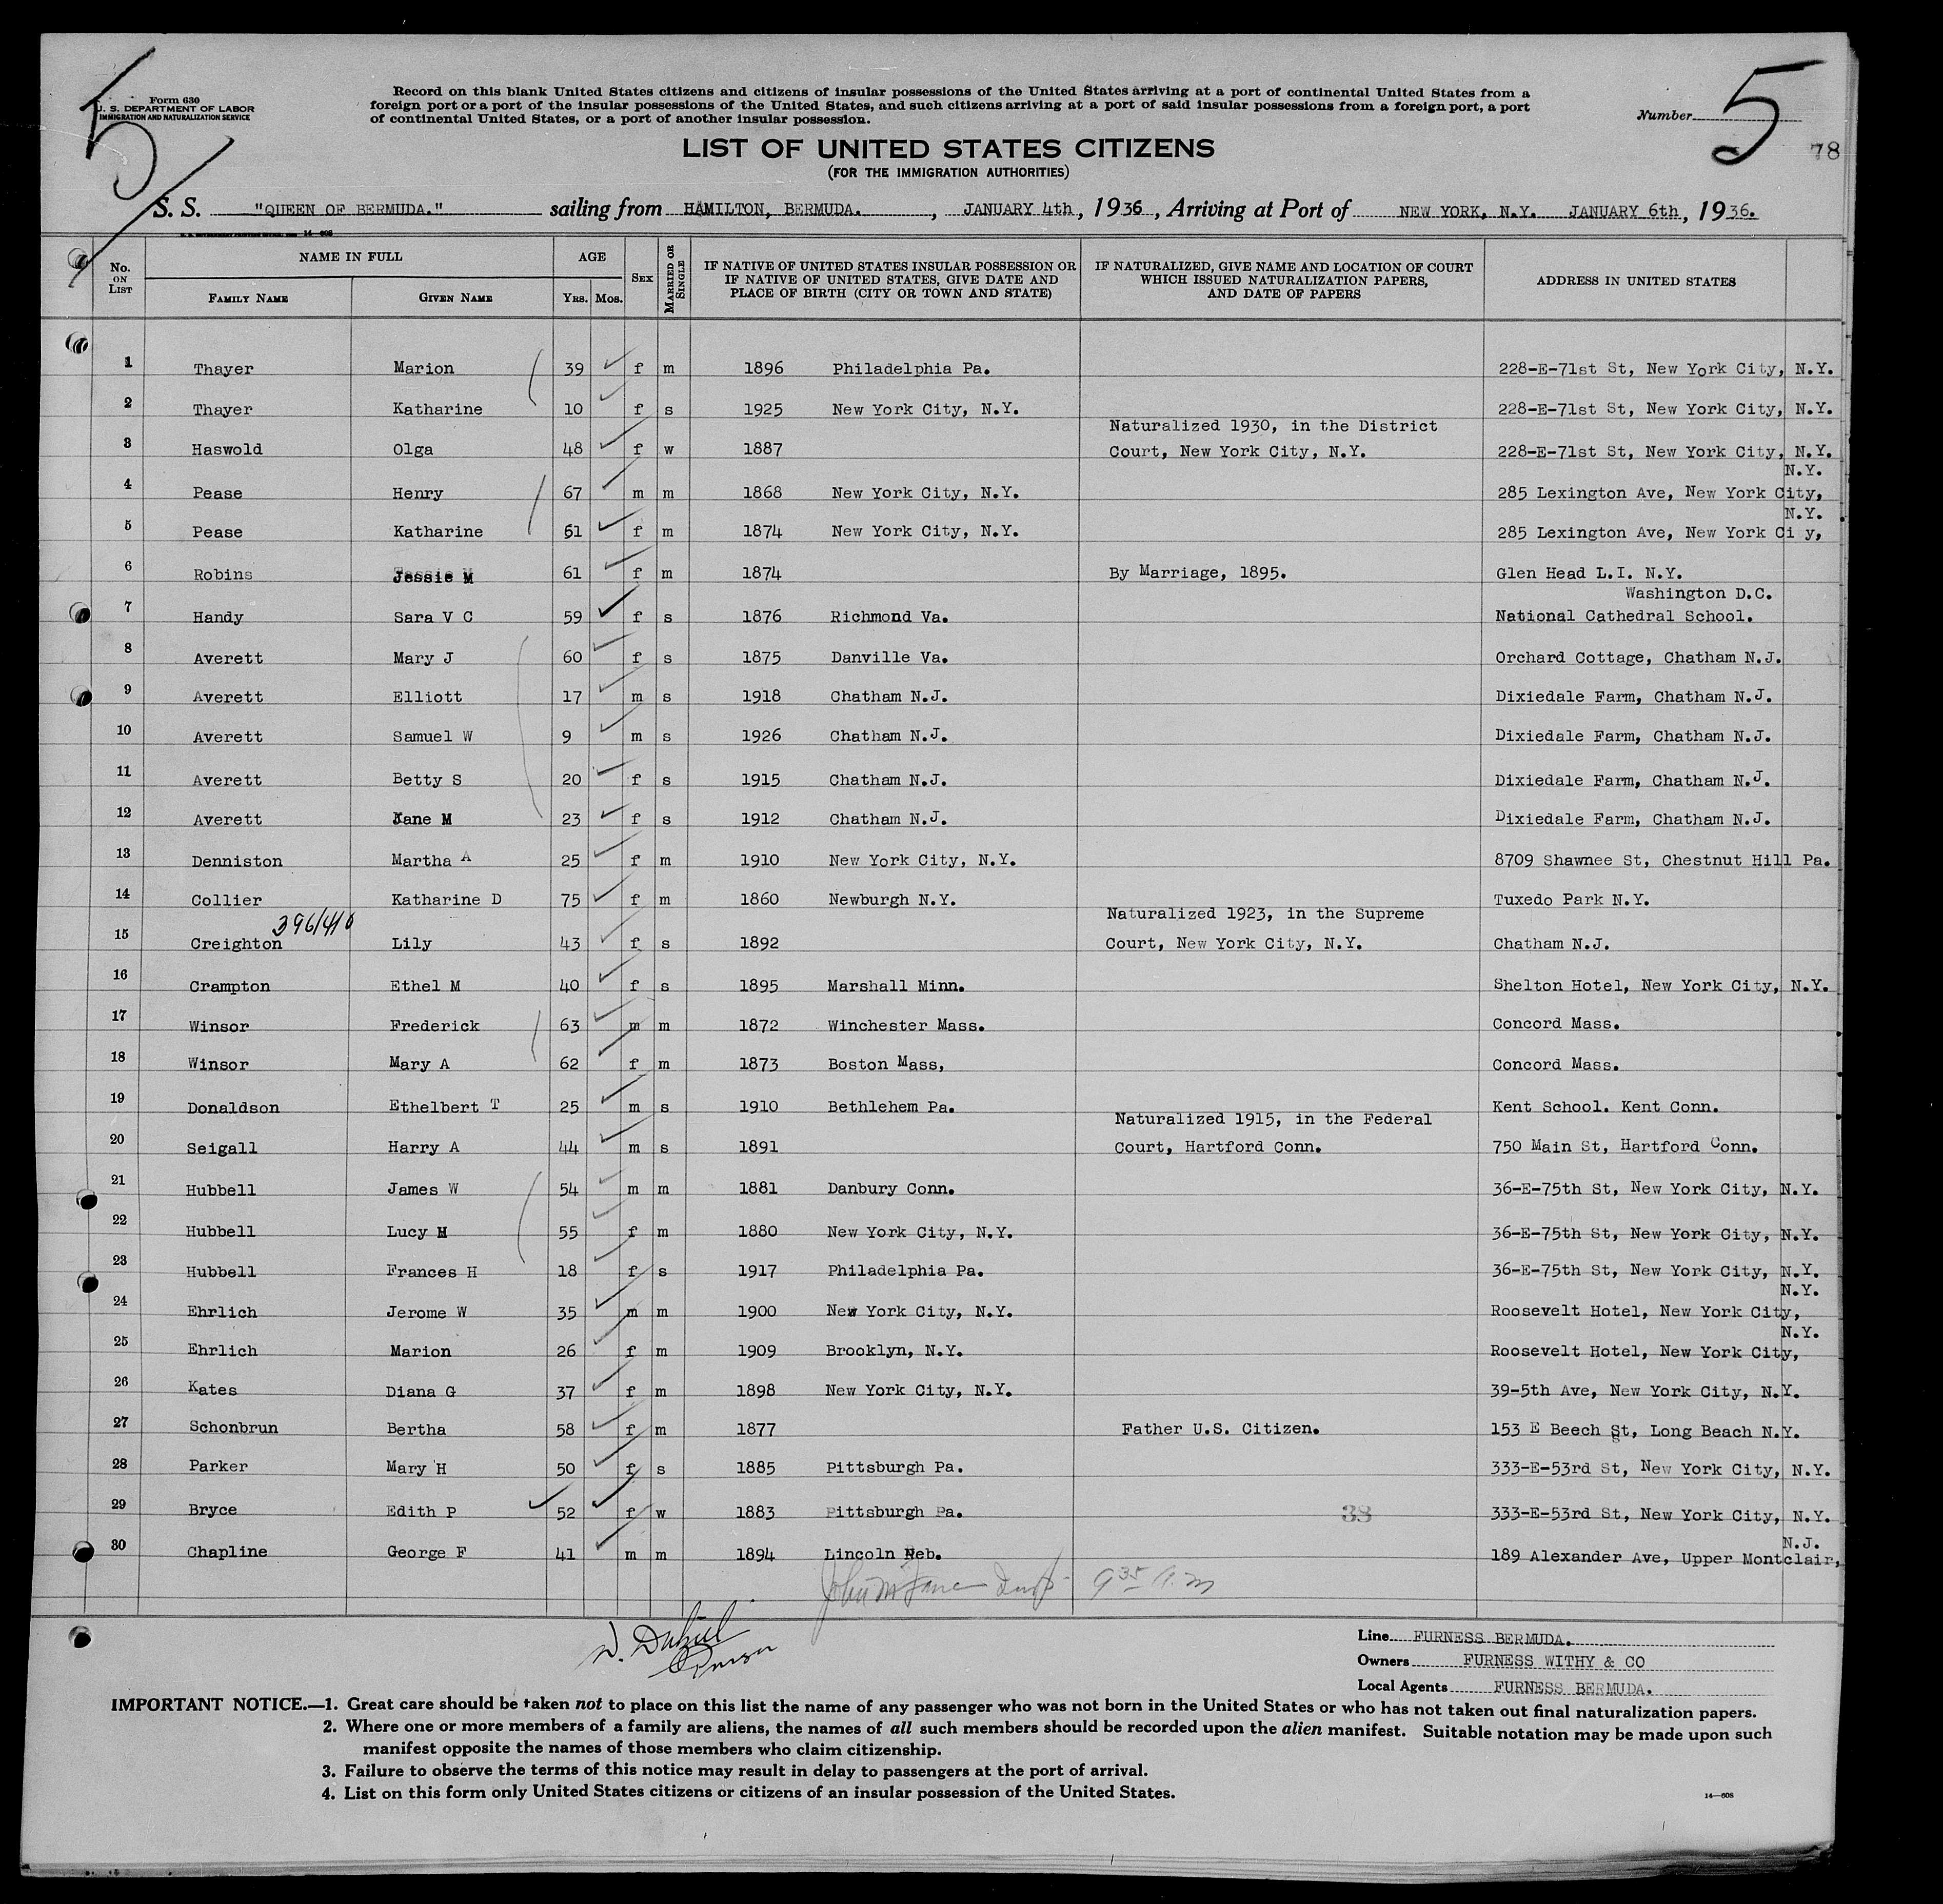 5
Form 630
U. S. DEPARTMENT OF LABOR
IMMIGRATION AND NATURALIZATION SERVICE
Record on this blank United States citizens and citizens of insular possessions of the United States arriving at a port of continental United States from a
foreign port or a port of the insular possessions of the United States, and such citizens arriving at a port of said insular possessions from a foreign port, a port
of continental United States, or a port of another insular possession.
Number 5
78
LIST OF UNITED STATES CITIZENS
(FOR THE IMMIGRATION AUTHORITIES)
S. S. "QUEEN OF BERMUDA." sailing from HAMILTON, BERMUDA. , JANUARY 4th, 1936, Arriving at Port of NEW YORK, N.Y. JANUARY 6th, 1936.
14—608
No. ON LIST NAME IN FULL FAMILY NAME GIVEN NAME AGE YRS. MOS. SEX MARRIED OR SINGLE IF NATIVE OF UNITED STATES INSULAR POSSESSION OR IF NATIVE OF UNITED STATES, GIVE DATE AND PLACE OF BIRTH (CITY OR TOWN AND STATE) IF NATURALIZED, GIVE NAME AND LOCATION OF COURT WHICH ISSUED NATURALIZATION PAPERS, AND DATE OF PAPERS ADDRESS IN UNITED STATES
1 Thayer Marion 39 f m 1896 Philadelphia Pa. 228-E-71st St, New York City, N.Y.
2 Thayer Katharine 10 f s 1925 New York City, N.Y. 228-E-71st St, New York City, N.Y.
Naturalized 1930, in the District
3 Haswold Olga 48 f w 1887 Court, New York City, N.Y. 228-E-71st St, New York City, N.Y.
N.Y.
4 Pease Henry 67 m m 1868 New York City, N.Y. 285 Lexington Ave, New York City,
N.Y.
5 Pease Katharine 61 f m 1874 New York City, N.Y. 285 Lexington Ave, New York Ci y,
6 Robins Jessie M 61 f m 1874 By Marriage, 1895. Glen Head L.I. N.Y.
Washington D.C.
7 Handy Sara V C 59 f s 1876 Richmond Va. National Cathedral School.
8 Averett Mary J 60 f s 1875 Danville Va. Orchard Cottage, Chatham N.J.
9 Averett Elliott 17 m s 1918 Chatham N.J. Dixiedale Farm, Chatham N.J.
10 Averett Samuel W 9 m s 1926 Chatham N.J. Dixiedale Farm, Chatham N.J.
11 Averett Betty S 20 f s 1915 Chatham N.J. Dixiedale Farm, Chatham N.J.
12 Averett Jane M 23 f s 1912 Chatham N.J. Dixiedale Farm, Chatham N.J.
13 Denniston Martha A 25 f m 1910 New York City, N.Y. 8709 Shawnee St, Chestnut Hill Pa.
14 Collier Katharine D 75 f m 1860 Newburgh N.Y. Tuxedo Park N.Y.
396/410 Naturalized 1923, in the Supreme
15 Creighton Lily 43 f s 1892 Court, New York City, N.Y. Chatham N.J.
16 Crampton Ethel M 40 f s 1895 Marshall Minn. Shelton Hotel, New York City, N.Y.
17 Winsor Frederick 63 m m 1872 Winchester Mass. Concord Mass.
18 Winsor Mary A 62 f m 1873 Boston Mass, Concord Mass.
19 Donaldson Ethelbert T 25 m s 1910 Bethlehem Pa. Kent School. Kent Conn.
Naturalized 1915, in the Federal
20 Seigall Harry A 44 m s 1891 Court, Hartford Conn. 750 Main St, Hartford Conn.
21 Hubbell James W 54 m m 1881 Danbury Conn. 36-E-75th St, New York City, N.Y.
22 Hubbell Lucy H 55 f m 1880 New York City, N.Y. 36-E-75th St, New York City, N.Y.
23 Hubbell Frances H 18 f s 1917 Philadelphia Pa. 36-E-75th St, New York City, N.Y.
N.Y.
24 Ehrlich Jerome W 35 m m 1900 New York City, N.Y. Roosevelt Hotel, New York City,
N.Y.
25 Ehrlich Marion 26 f m 1909 Brooklyn, N.Y. Roosevelt Hotel, New York City,
26 Kates Diana G 37 f m 1898 New York City, N.Y. 39-5th Ave, New York City, N.Y.
27 Schonbrun Bertha 58 f m 1877 Father U.S. Citizen. 153 E Beech St, Long Beach N.Y.
28 Parker Mary H 50 f s 1885 Pittsburgh Pa. 333-E-53rd St, New York City, N.Y.
29 Bryce Edith P 52 f w 1883 Pittsburgh Pa. 38 333-E-53rd St, New York City, N.Y.
N.J.
30 Chapline George F 41 m m 1894 Lincoln Neb. 189 Alexander Ave, Upper Montclair,
9 35 A.M
Purser
Line FURNESS BERMUDA.
Owners FURNESS WITHY & CO
Local Agents FURNESS BERMUDA.
IMPORTANT NOTICE.—1. Great care should be taken not to place on this list the name of any passenger who was not born in the United States or who has not taken out final naturalization papers.
2. Where one or more members of a family are aliens, the names of all such members should be recorded upon the alien manifest. Suitable notation may be made upon such
manifest opposite the names of those members who claim citizenship.
3. Failure to observe the terms of this notice may result in delay to passengers at the port of arrival.
4. List on this form only United States citizens or citizens of an insular possession of the United States.
14—608